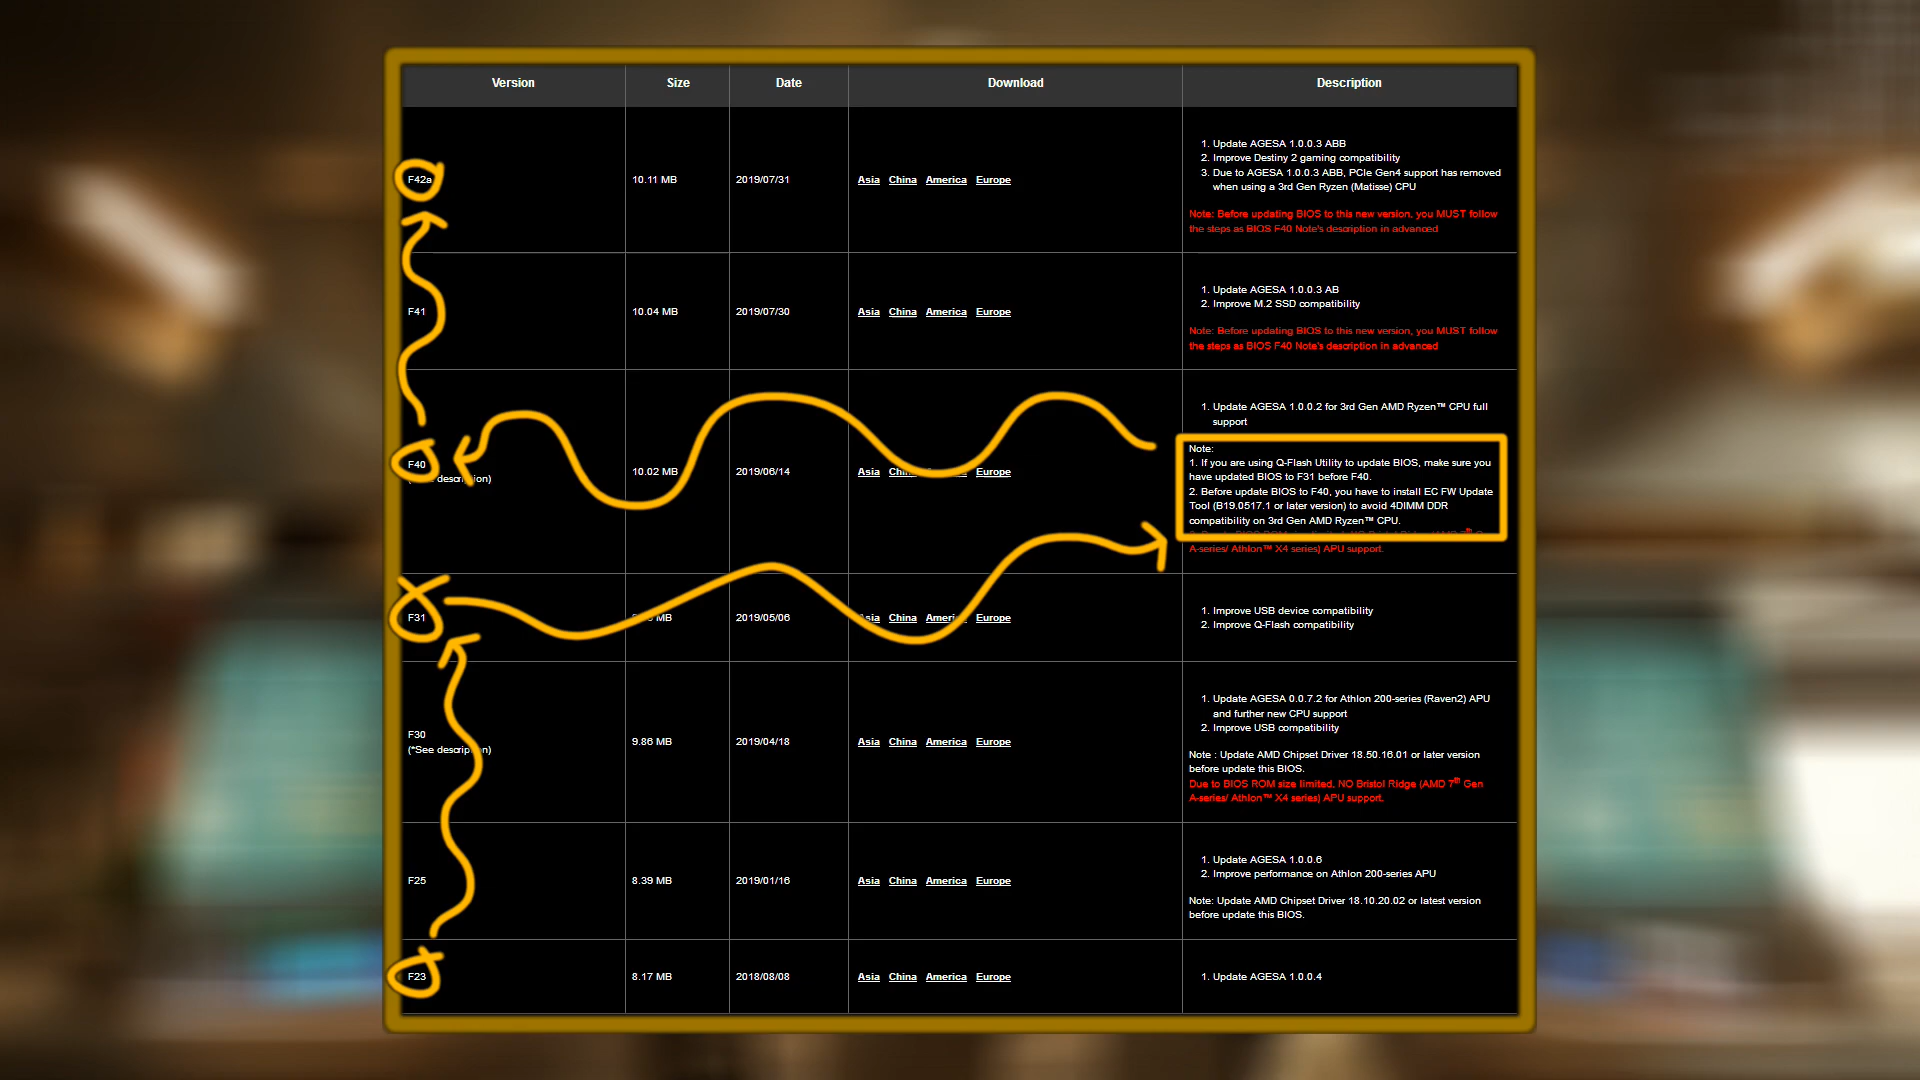 Version Size Date Download Description
1. Update AGESA 1.0.0.3 ABB
2. Improve Destiny 2 gaming compatibility
3. Due to AGESA 1.0.0.3 ABB, PCIe Gen4 support has removed
when using a 3rd Gen Ryzen (Matisse) CPU
F42a 10.11 MB 2019/07/31 Asia China America Europe
Note: Before updating BIOS to this new version, you MUST follow
the steps as BIOS F40 Note's description in advanced
1. Update AGESA 1.0.0.3 AB
2. Improve M.2 SSD compatibility
F41 10.04 MB 2019/07/30 Asia China America Europe
Note: Before updating BIOS to this new version, you MUST follow
the steps as BIOS F40 Note's description in advanced
1. Update AGESA 1.0.0.2 for 3rd Gen AMD Ryzen™ CPU full
support
F40
10.02 MB 2019/06/14 Asia Europe
Note:
1. If you are using Q-Flash Utility to update BIOS, make sure you
have updated BIOS to F31 before F40.
2. Before update BIOS to F40, you have to install EC FW Update
Tool (B19.0517.1 or later version) to avoid 4DIMM DDR
compatibility on 3rd Gen AMD Ryzen™ CPU.
A-series/ Athlon™ X4 series) APU support.
1. Improve USB device compatibility
2. Improve Q-Flash compatibility
F31 MB 2019/05/06 China Europe
1. Update AGESA 0.0.7.2 for Athlon 200-series (Raven2) APU
and further new CPU support
2. Improve USB compatibility
F30
(*See description)
9.86 MB 2019/04/18 Asia China America Europe
Note : Update AMD Chipset Driver 18.50.16.01 or later version
before update this BIOS.
Due to BIOS ROM size limited, NO Bristol Ridge (AMD 7th Gen
A-series/ Athlon™ X4 series) APU support.
1. Update AGESA 1.0.0.6
2. Improve performance on Athlon 200-series APU
F25 8.39 MB 2019/01/16 Asia China America Europe
Note: Update AMD Chipset Driver 18.10.20.02 or latest version
before update this BIOS.
F23 8.17 MB 2018/08/08 Asia China America Europe 1. Update AGESA 1.0.0.4